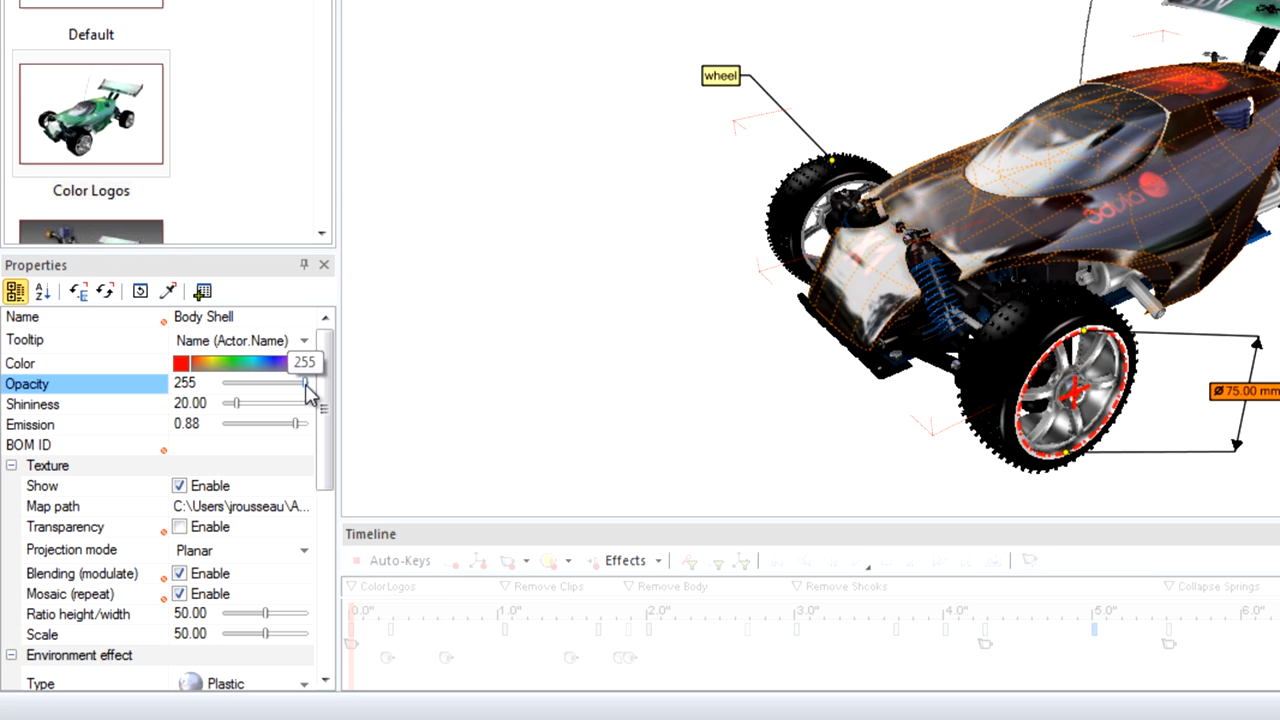 Default
Color Logos
Properties
Name Body Shell
Tooltip Name (Actor.Name)
Color 255
Opacity 255
Shininess 20.00
Emission 0.88
BOM ID
Texture
Show Enable
Map path C:\Users\jrousseau\A...
Transparency Enable
Projection mode Planar
Blending (modulate) Enable
Mosaic (repeat) Enable
Ratio height/width 50.00
Scale 50.00
Environment effect
Type Plastic
wheel
Ø 75.00 mm
Timeline
Auto-Keys Effects
ColorLogos Remove Clips Remove Body Remove Shooks Collapse Springs
0.0" 1.0" 2.0" 3.0" 4.0" 5.0" 6.0"